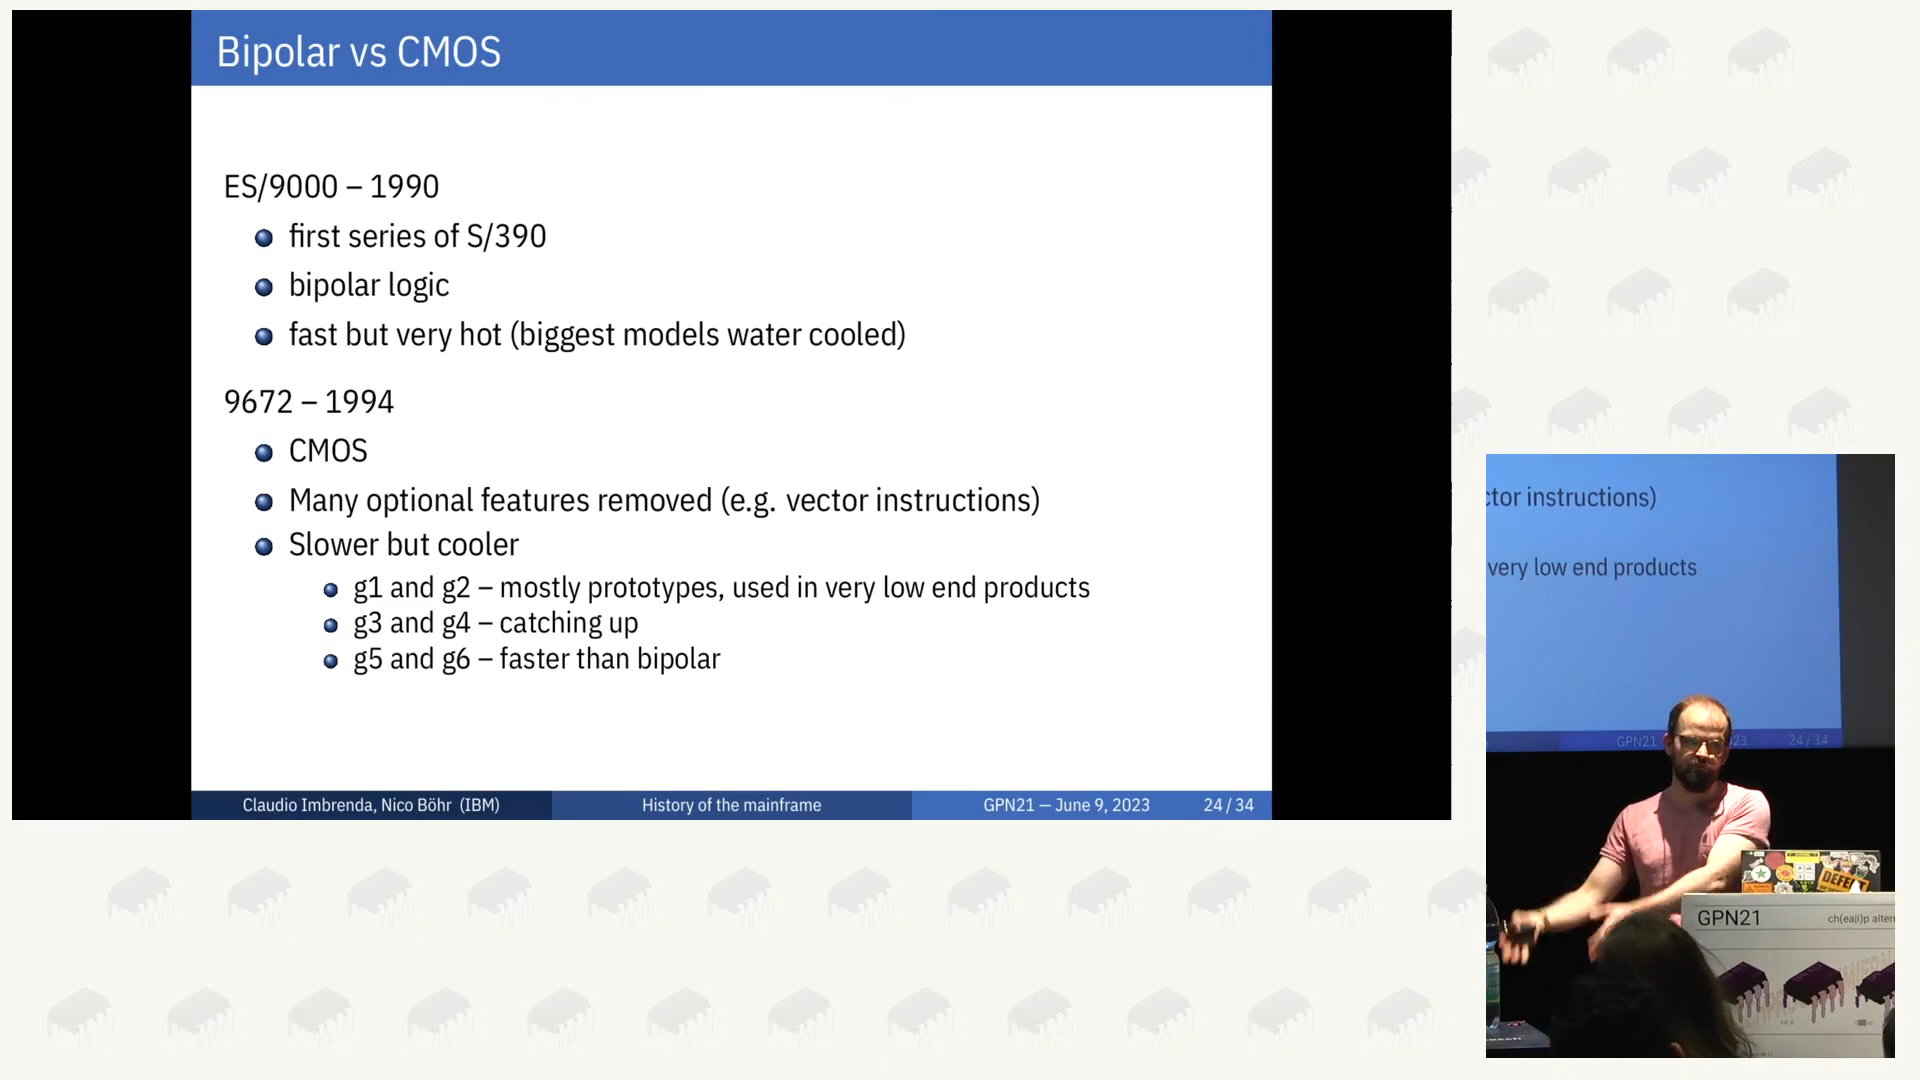 Bipolar vs CMOS
ES/9000 – 1990
first series of S/390
bipolar logic
fast but very hot (biggest models water cooled)
9672 – 1994
CMOS
Many optional features removed (e.g. vector instructions)
Slower but cooler
g1 and g2 – mostly prototypes, used in very low end products
g3 and g4 – catching up
g5 and g6 – faster than bipolar
Claudio Imbrenda, Nico Böhr (IBM) History of the mainframe GPN21 — June 9, 2023 24 / 34
ctor instructions)
very low end products
GPN21 23 24 / 34
DEFECT
GPN21 ch(ea|i)p altern